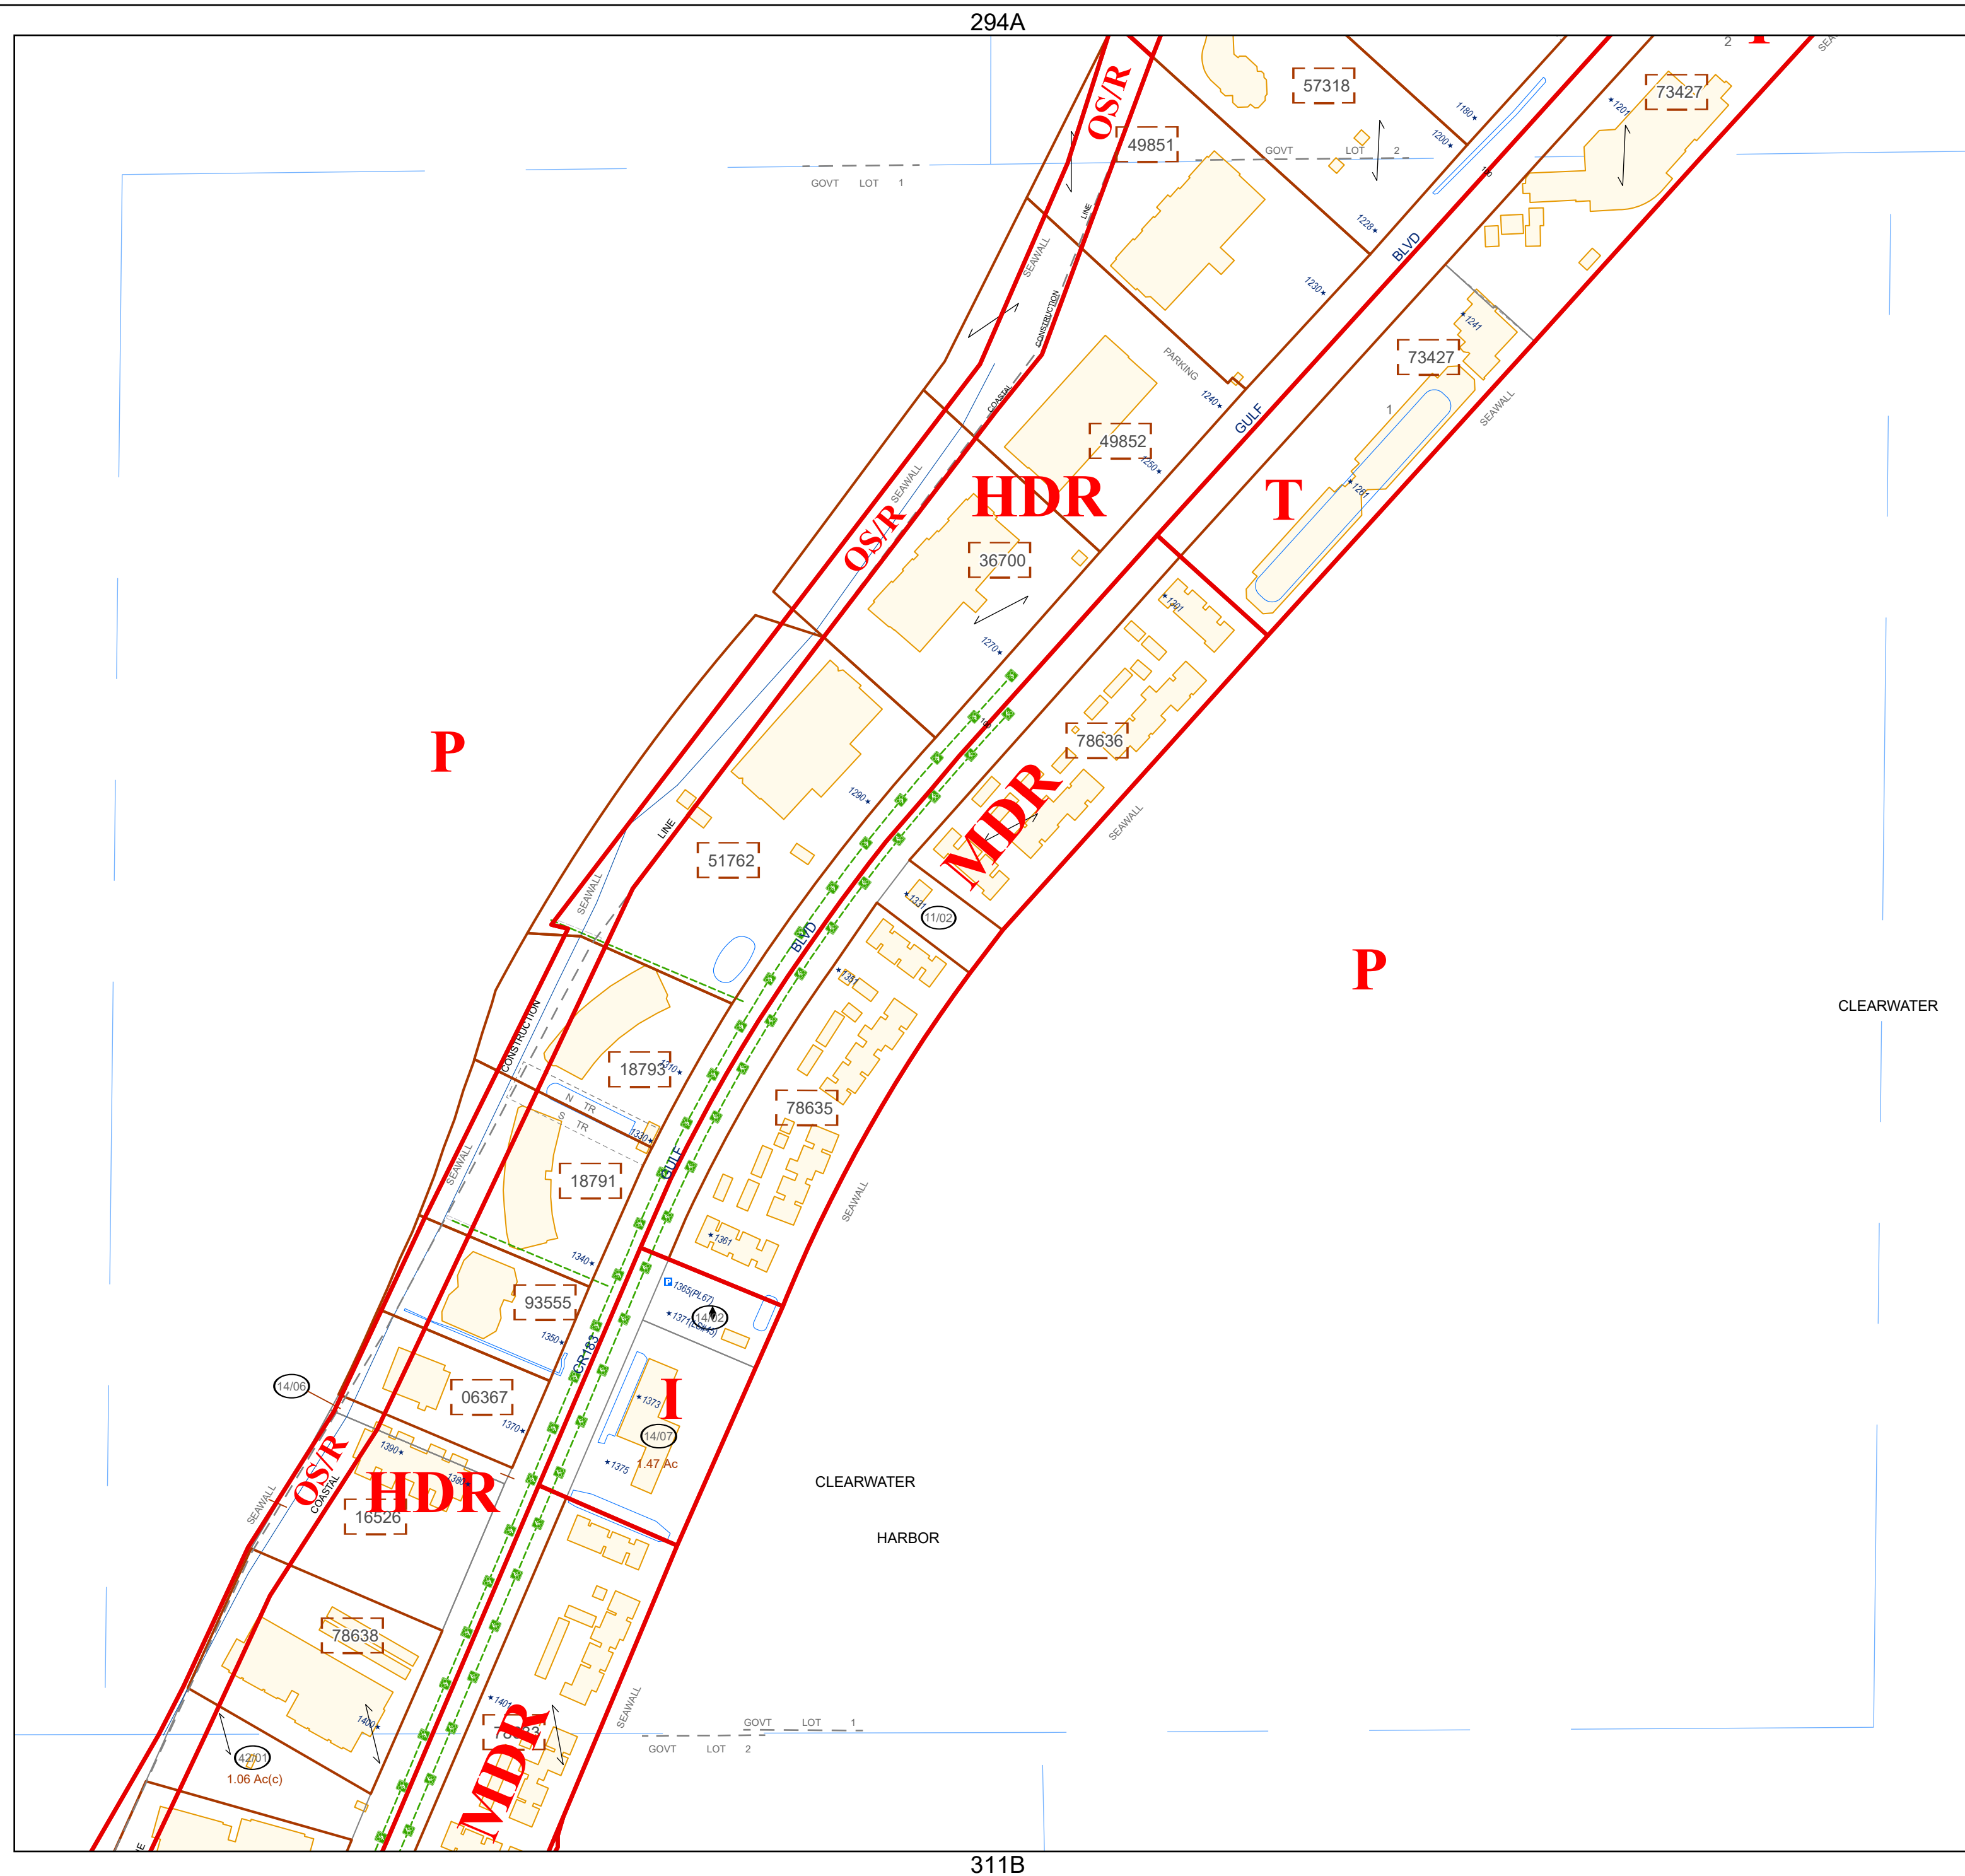 294A
2
SEAWALL
OS/R
57318
73427
1180
1201
1200
49851
GOVT LOT 2
GOVT LOT 1
LINE
1228
BLVD
SEAWALL
1230
CONSTRUCTION
1241
PARKING
73427
COASTAL
1240
GULF
1
SEAWALL
49852
1250
SEAWALL
HDR
T
1261
OS/R
36700
1301
1270
P
78636
1290
MDR
SEAWALL
LINE
51762
SEAWALL
1331
11/02
BLVD
P
1351
CLEARWATER
CONSTRUCTION
18793
1310
N TR
S TR
78635
1330
SEAWALL
GULF
18791
SEAWALL
1361
1340
P 1365(PL67)
93555
14/02
1350
CR183
14/06
06367
1373
I
1370
14/07
1390
1.47 Ac
OS/R
1375
1380
CLEARWATER
COASTAL
HDR
SEAWALL
16526
HARBOR
78638
1401
SEAWALL
1400
GOVT LOT 1
MDR
GOVT LOT 2
42/01
1.06 Ac(c)
311B